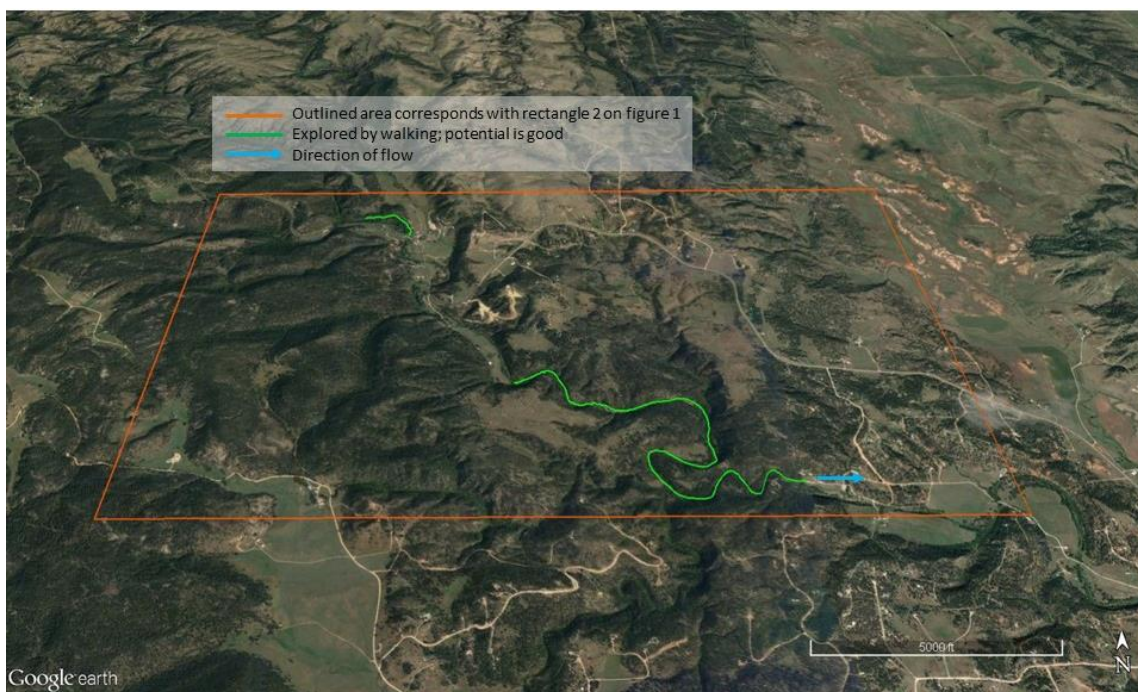 Outlined area corresponds with rectangle 2 on figure 1
Explored by walking; potential is good
Direction of flow
5000 ft
N
Google earth